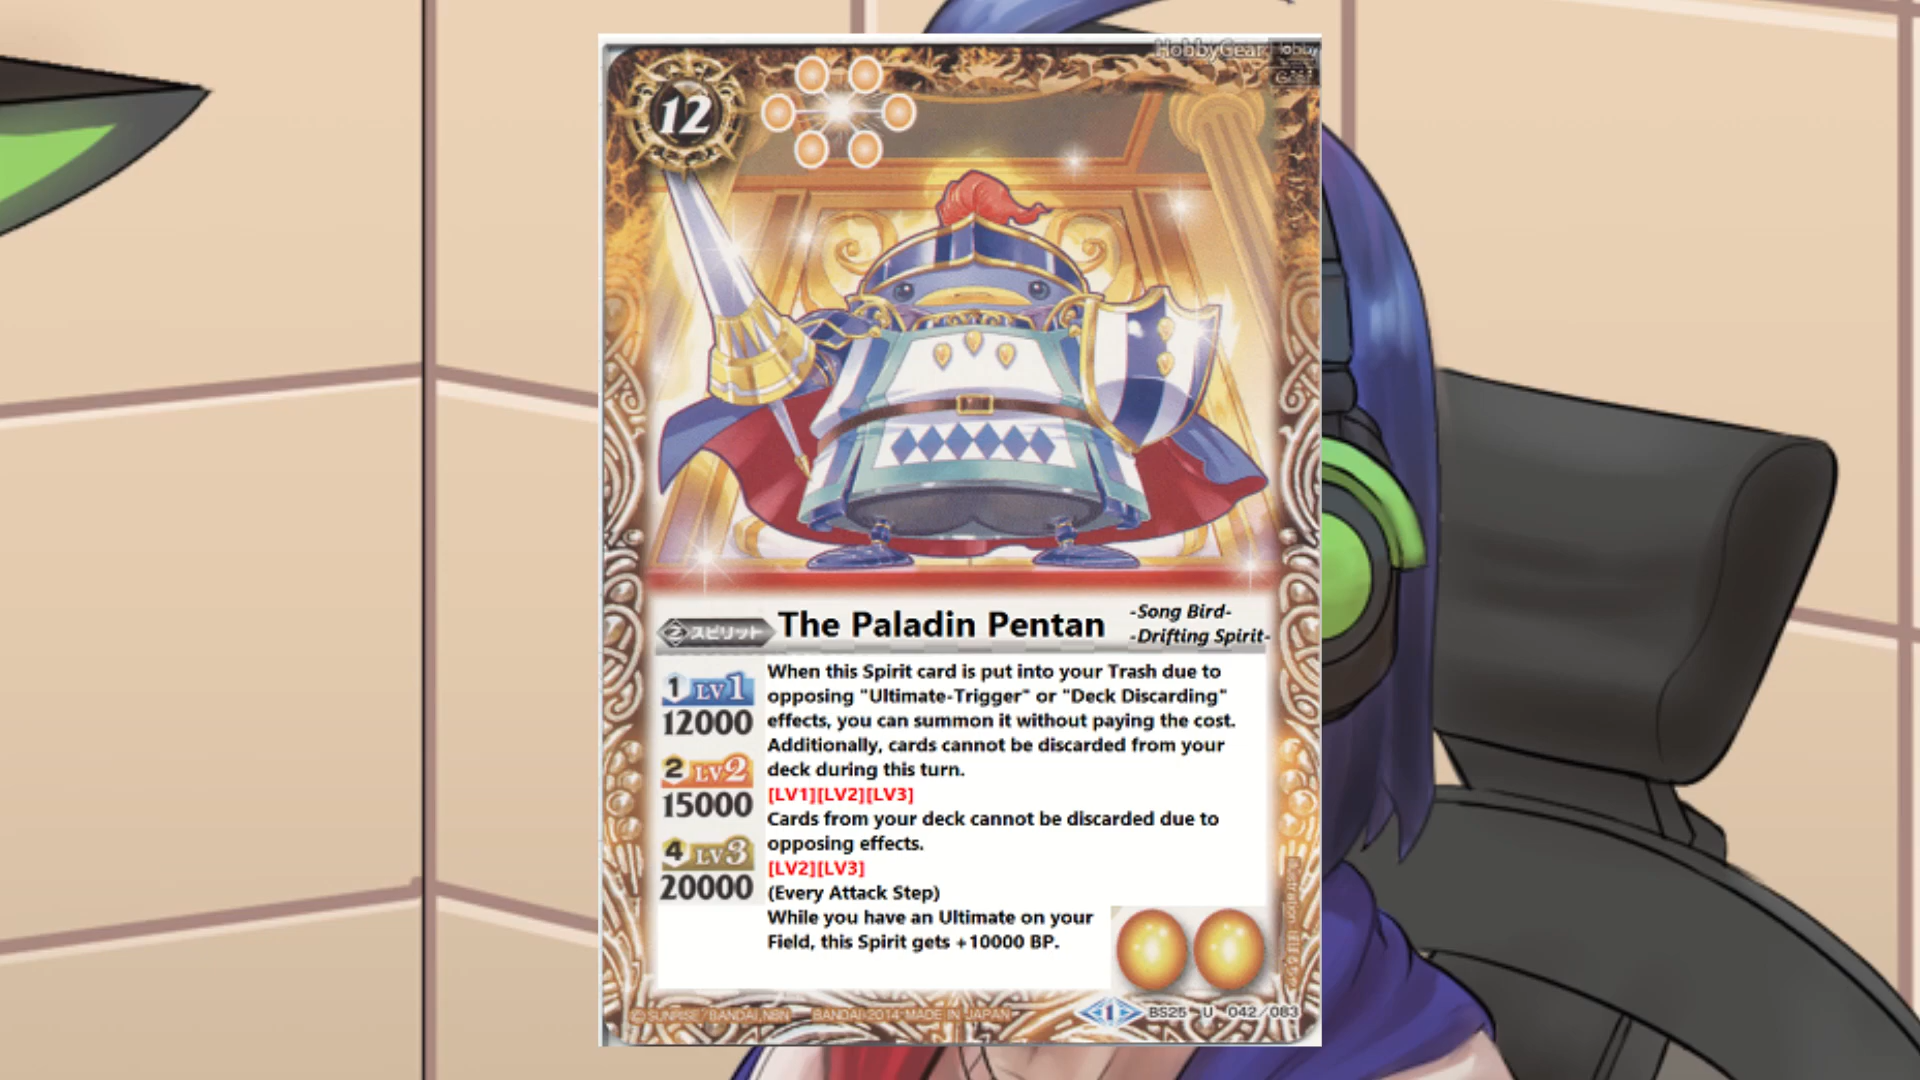 HobbyGear
12
スピリット
The Paladin Pentan
-Song Bird-
-Drifting Spirit-
1 LV1
12000
2 LV2
15000
4 LV3
20000
When this Spirit card is put into your Trash due to
opposing "Ultimate-Trigger" or "Deck Discarding"
effects, you can summon it without paying the cost.
Additionally, cards cannot be discarded from your
deck during this turn.
[LV1][LV2][LV3]
Cards from your deck cannot be discarded due to
opposing effects.
[LV2][LV3]
(Every Attack Step)
While you have an Ultimate on your
Field, this Spirit gets +10000 BP.
© SUNRISE/BANDAI,NBN BANDAI 2014 MADE IN JAPAN
1 BS25 U 042/083